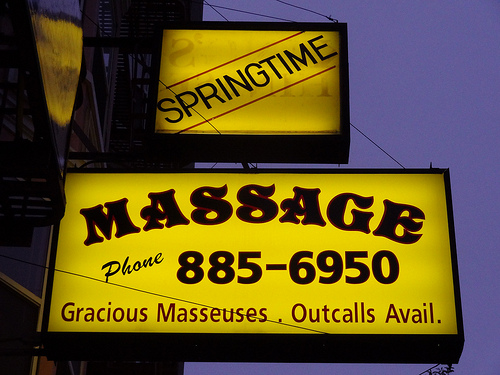 SPRINGTIME
MASSAGE
Phone 885-6950
Gracious Masseuses . Outcalls Avail.